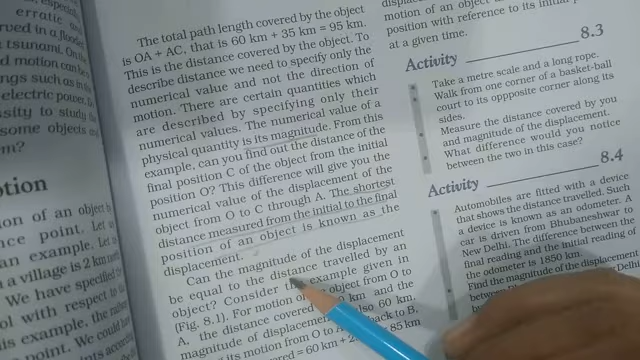 erratic and
rved in a flooded
a tsunami. On the
d motion can be
ngs such as in the
electric power. Do
ssity to study the
some objects and
m?
otion
on of an object is
nce point. Let
an example. Let
n a village is 2 km
We have specified
ol with respect to
is example, the
point. We could
The total path length covered by the object
is OA + AC, that is 60 km + 35 km = 95 km.
This is the distance covered by the object. To
describe distance we need to specify only the
numerical value and not the direction of
motion. There are certain quantities which
are described by specifying only their
numerical values. The numerical value of a
physical quantity is its magnitude. From this
example, can you find out the distance of the
final position C of the object from the initial
position O? This difference will give you the
numerical value of the displacement of the
object from O to C through A. The shortest
distance measured from the initial to the final
position of an object is known as the
displacement.
Can the magnitude of the displacement
be equal to the distance travelled by an
object? Consider example given in
(Fig. 8.1). For motion of object from O to
A, the distance covered km and the
magnitude of displacement also 60 km.
its motion from O to A back to B,
= 60 km + 85 km
motion of an object
position with reference to its initial
at a given time.
Activity 8.3
Take a metre scale and a long rope.
Walk from one corner of a basket-ball
court to its oppposite corner along its
sides.
Measure the distance covered by you
and magnitude of the displacement.
What difference would you notice
between the two in this case?
Activity 8.4
Automobiles are fitted with a device
that shows the distance travelled. Such
a device is known as an odometer. A
car is driven from Bhubaneshwar to
New Delhi. The difference between the
final reading and the initial reading of
the odometer is 1850 km.
Find the magnitude of the displacement